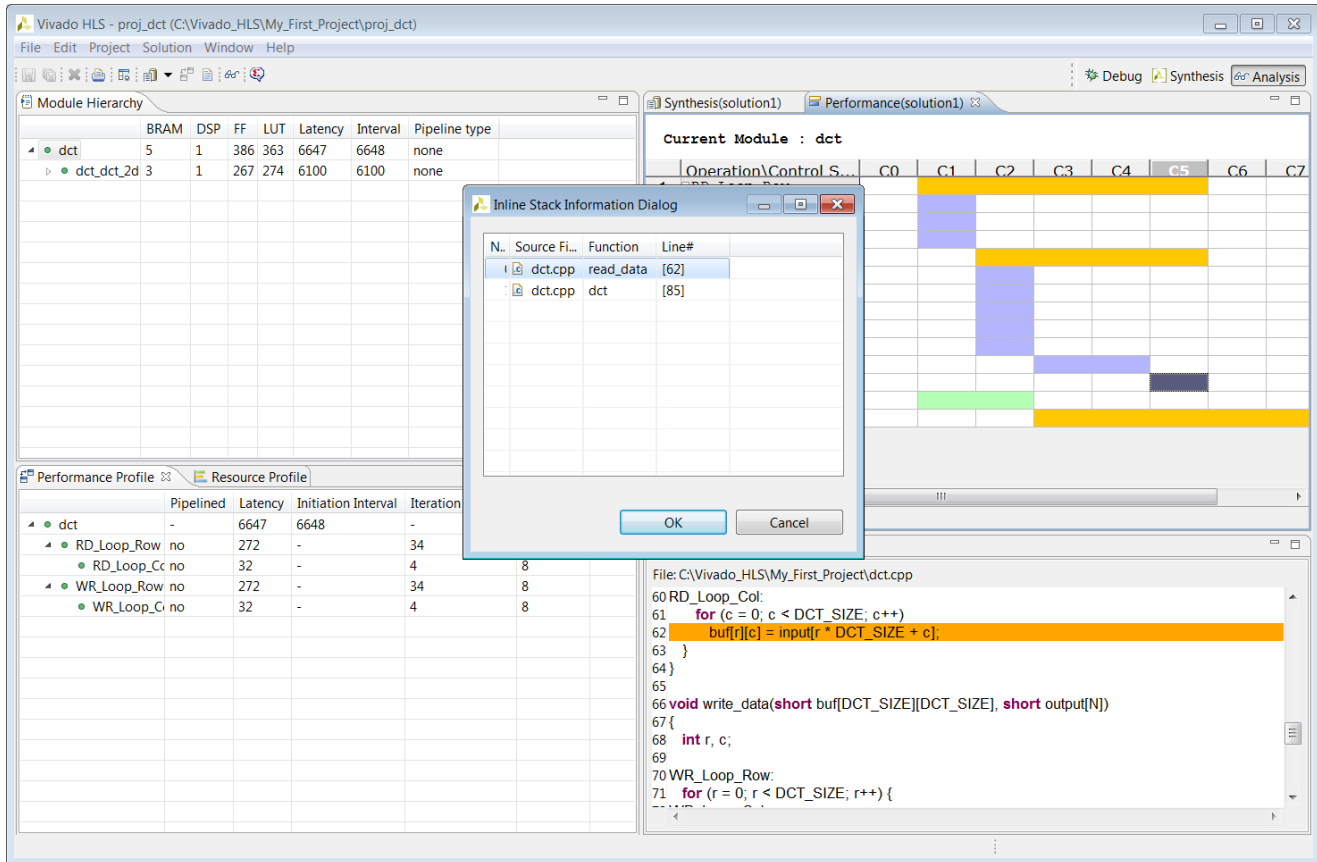 Vivado HLS - proj_dct (C:\Vivado_HLS\My_First_Project\proj_dct)
File Edit Project Solution Window Help
Debug Synthesis Analysis
Module Hierarchy
BRAM DSP FF LUT Latency Interval Pipeline type
dct 5 1 386 363 6647 6648 none
dct_dct_2d 3 1 267 274 6100 6100 none
Synthesis(solution1) Performance(solution1)
Current Module : dct
Operation\Control S... C0 C1 C2 C3 C4 C5 C6 C7
Inline Stack Information Dialog
N.. Source Fi... Function Line#
dct.cpp read_data [62]
dct.cpp dct [85]
OK Cancel
Performance Profile Resource Profile
Pipelined Latency Initiation Interval Iteration
dct - 6647 6648 -
RD_Loop_Row no 272 - 34
RD_Loop_Cc no 32 - 4 8
WR_Loop_Row no 272 - 34 8
WR_Loop_C no 32 - 4 8
File: C:\Vivado_HLS\My_First_Project\dct.cpp
60 RD_Loop_Col:
61 for (c = 0; c < DCT_SIZE; c++)
62 buf[r][c] = input[r * DCT_SIZE + c];
63 }
64 }
65
66 void write_data(short buf[DCT_SIZE][DCT_SIZE], short output[N])
67 {
68 int r, c;
69
70 WR_Loop_Row:
71 for (r = 0; r < DCT_SIZE; r++) {